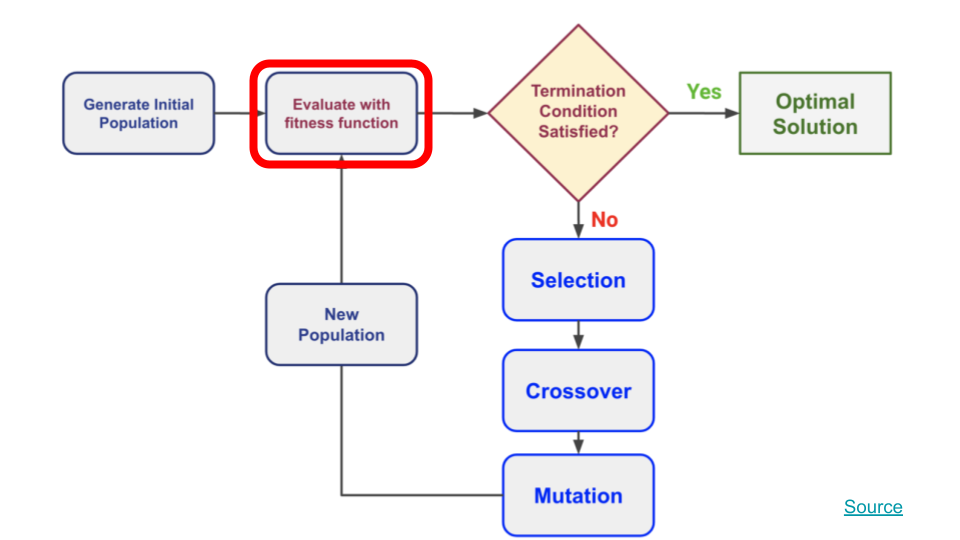 Generate Initial
Population
Evaluate with
fitness function
Termination
Condition
Satisfied?
Yes
Optimal
Solution
No
Selection
New
Population
Crossover
Mutation
Source